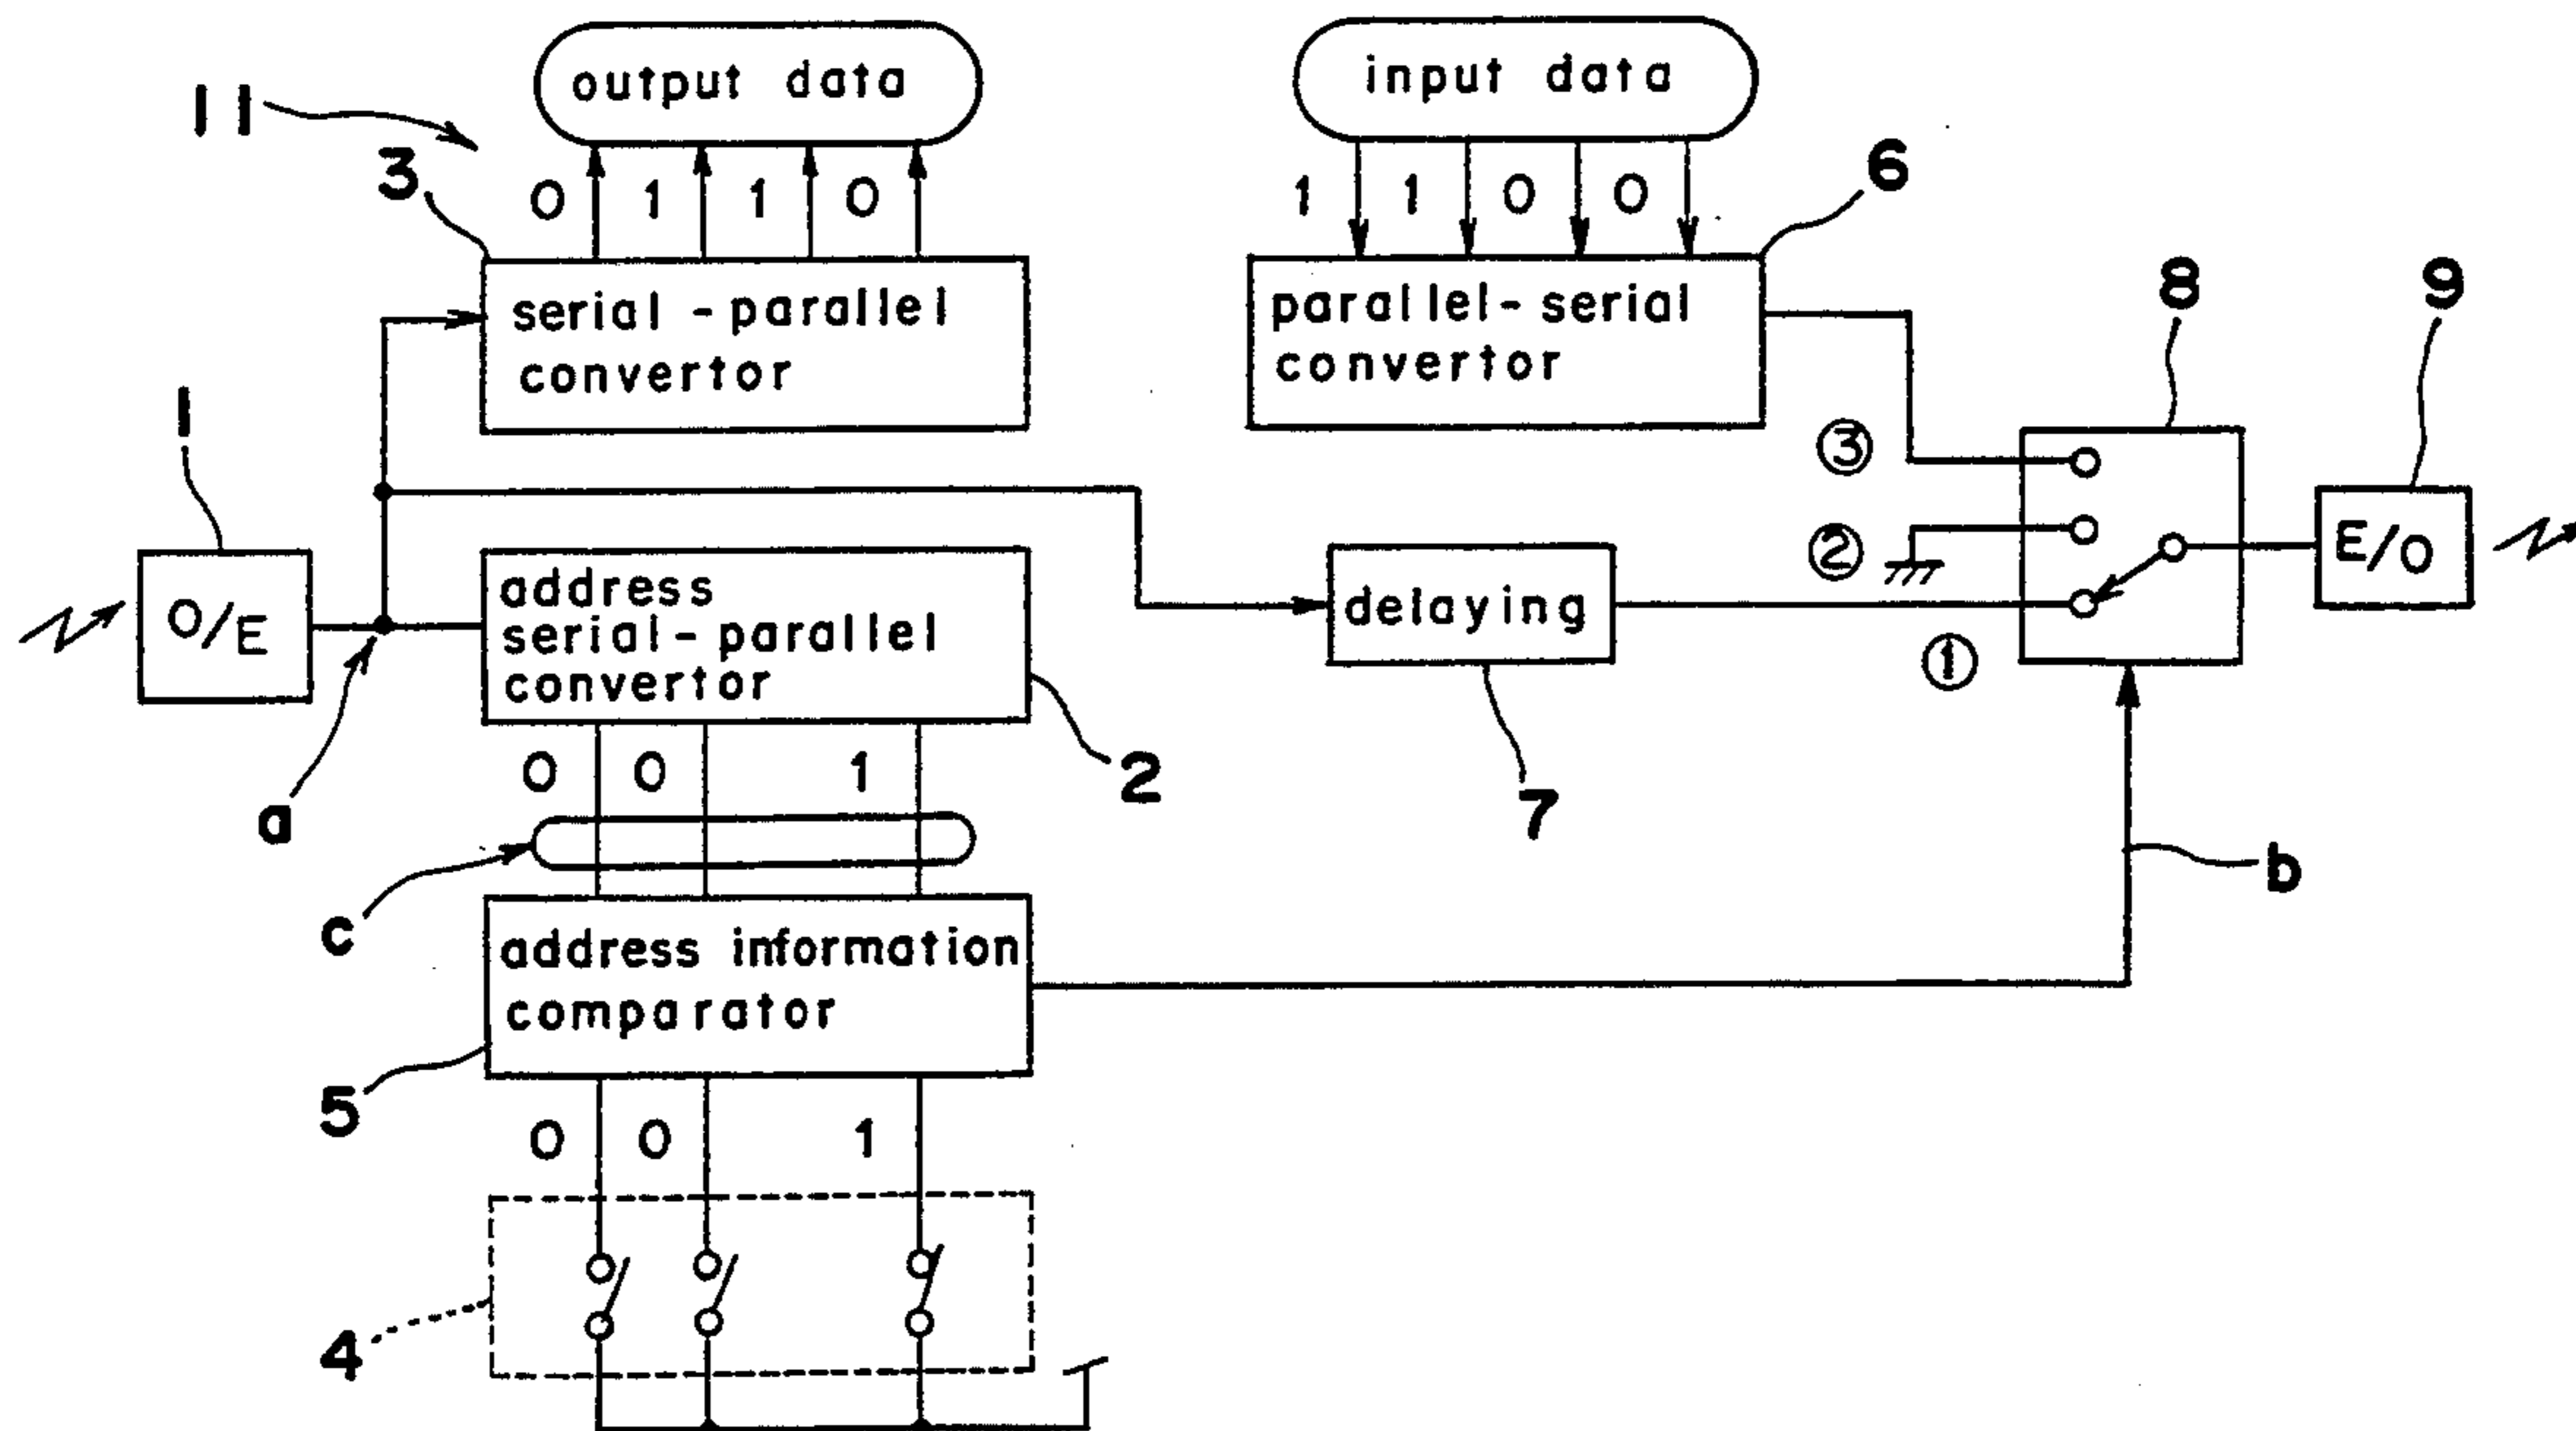 output data
input data
11
3
0 1 1 0
1 1 0 0
6
serial-parallel
convertor
parallel-serial
convertor
8
9
1
③
O/E
address
serial-parallel
convertor
②
delaying
E/O
①
a
0 0 1
2
7
c
b
address information
comparator
5
0 0 1
4